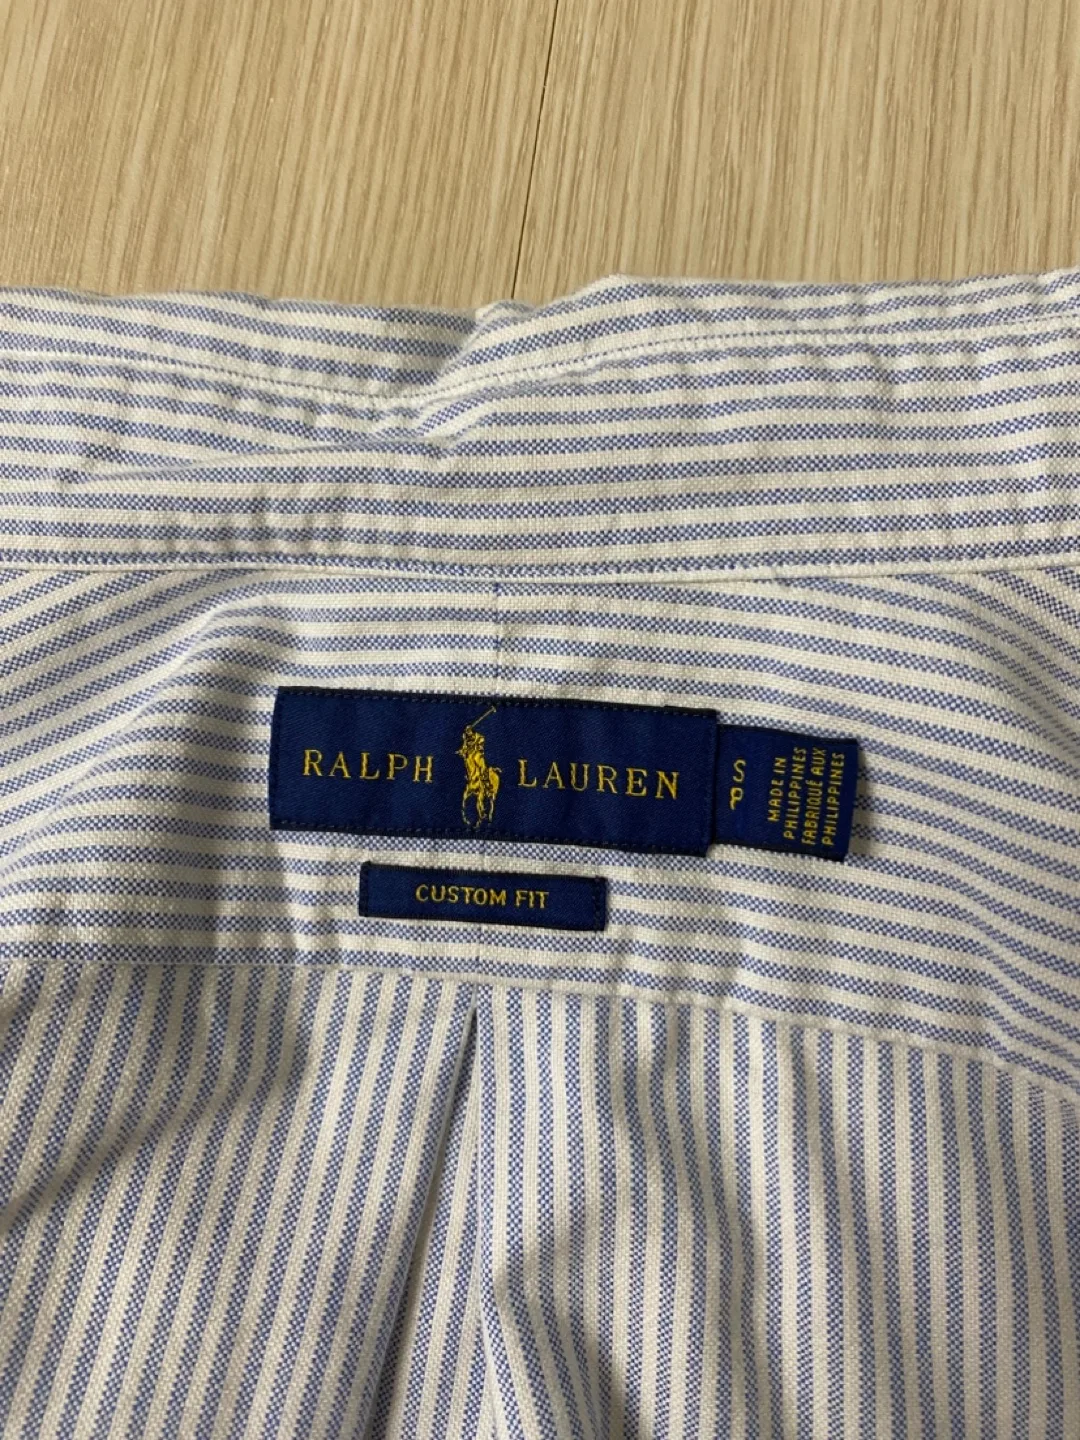 RALPH LAUREN
S
P
MADE IN
PHILIPPINES
FABRIQUÉ AUX
PHILIPPINES
CUSTOM FIT